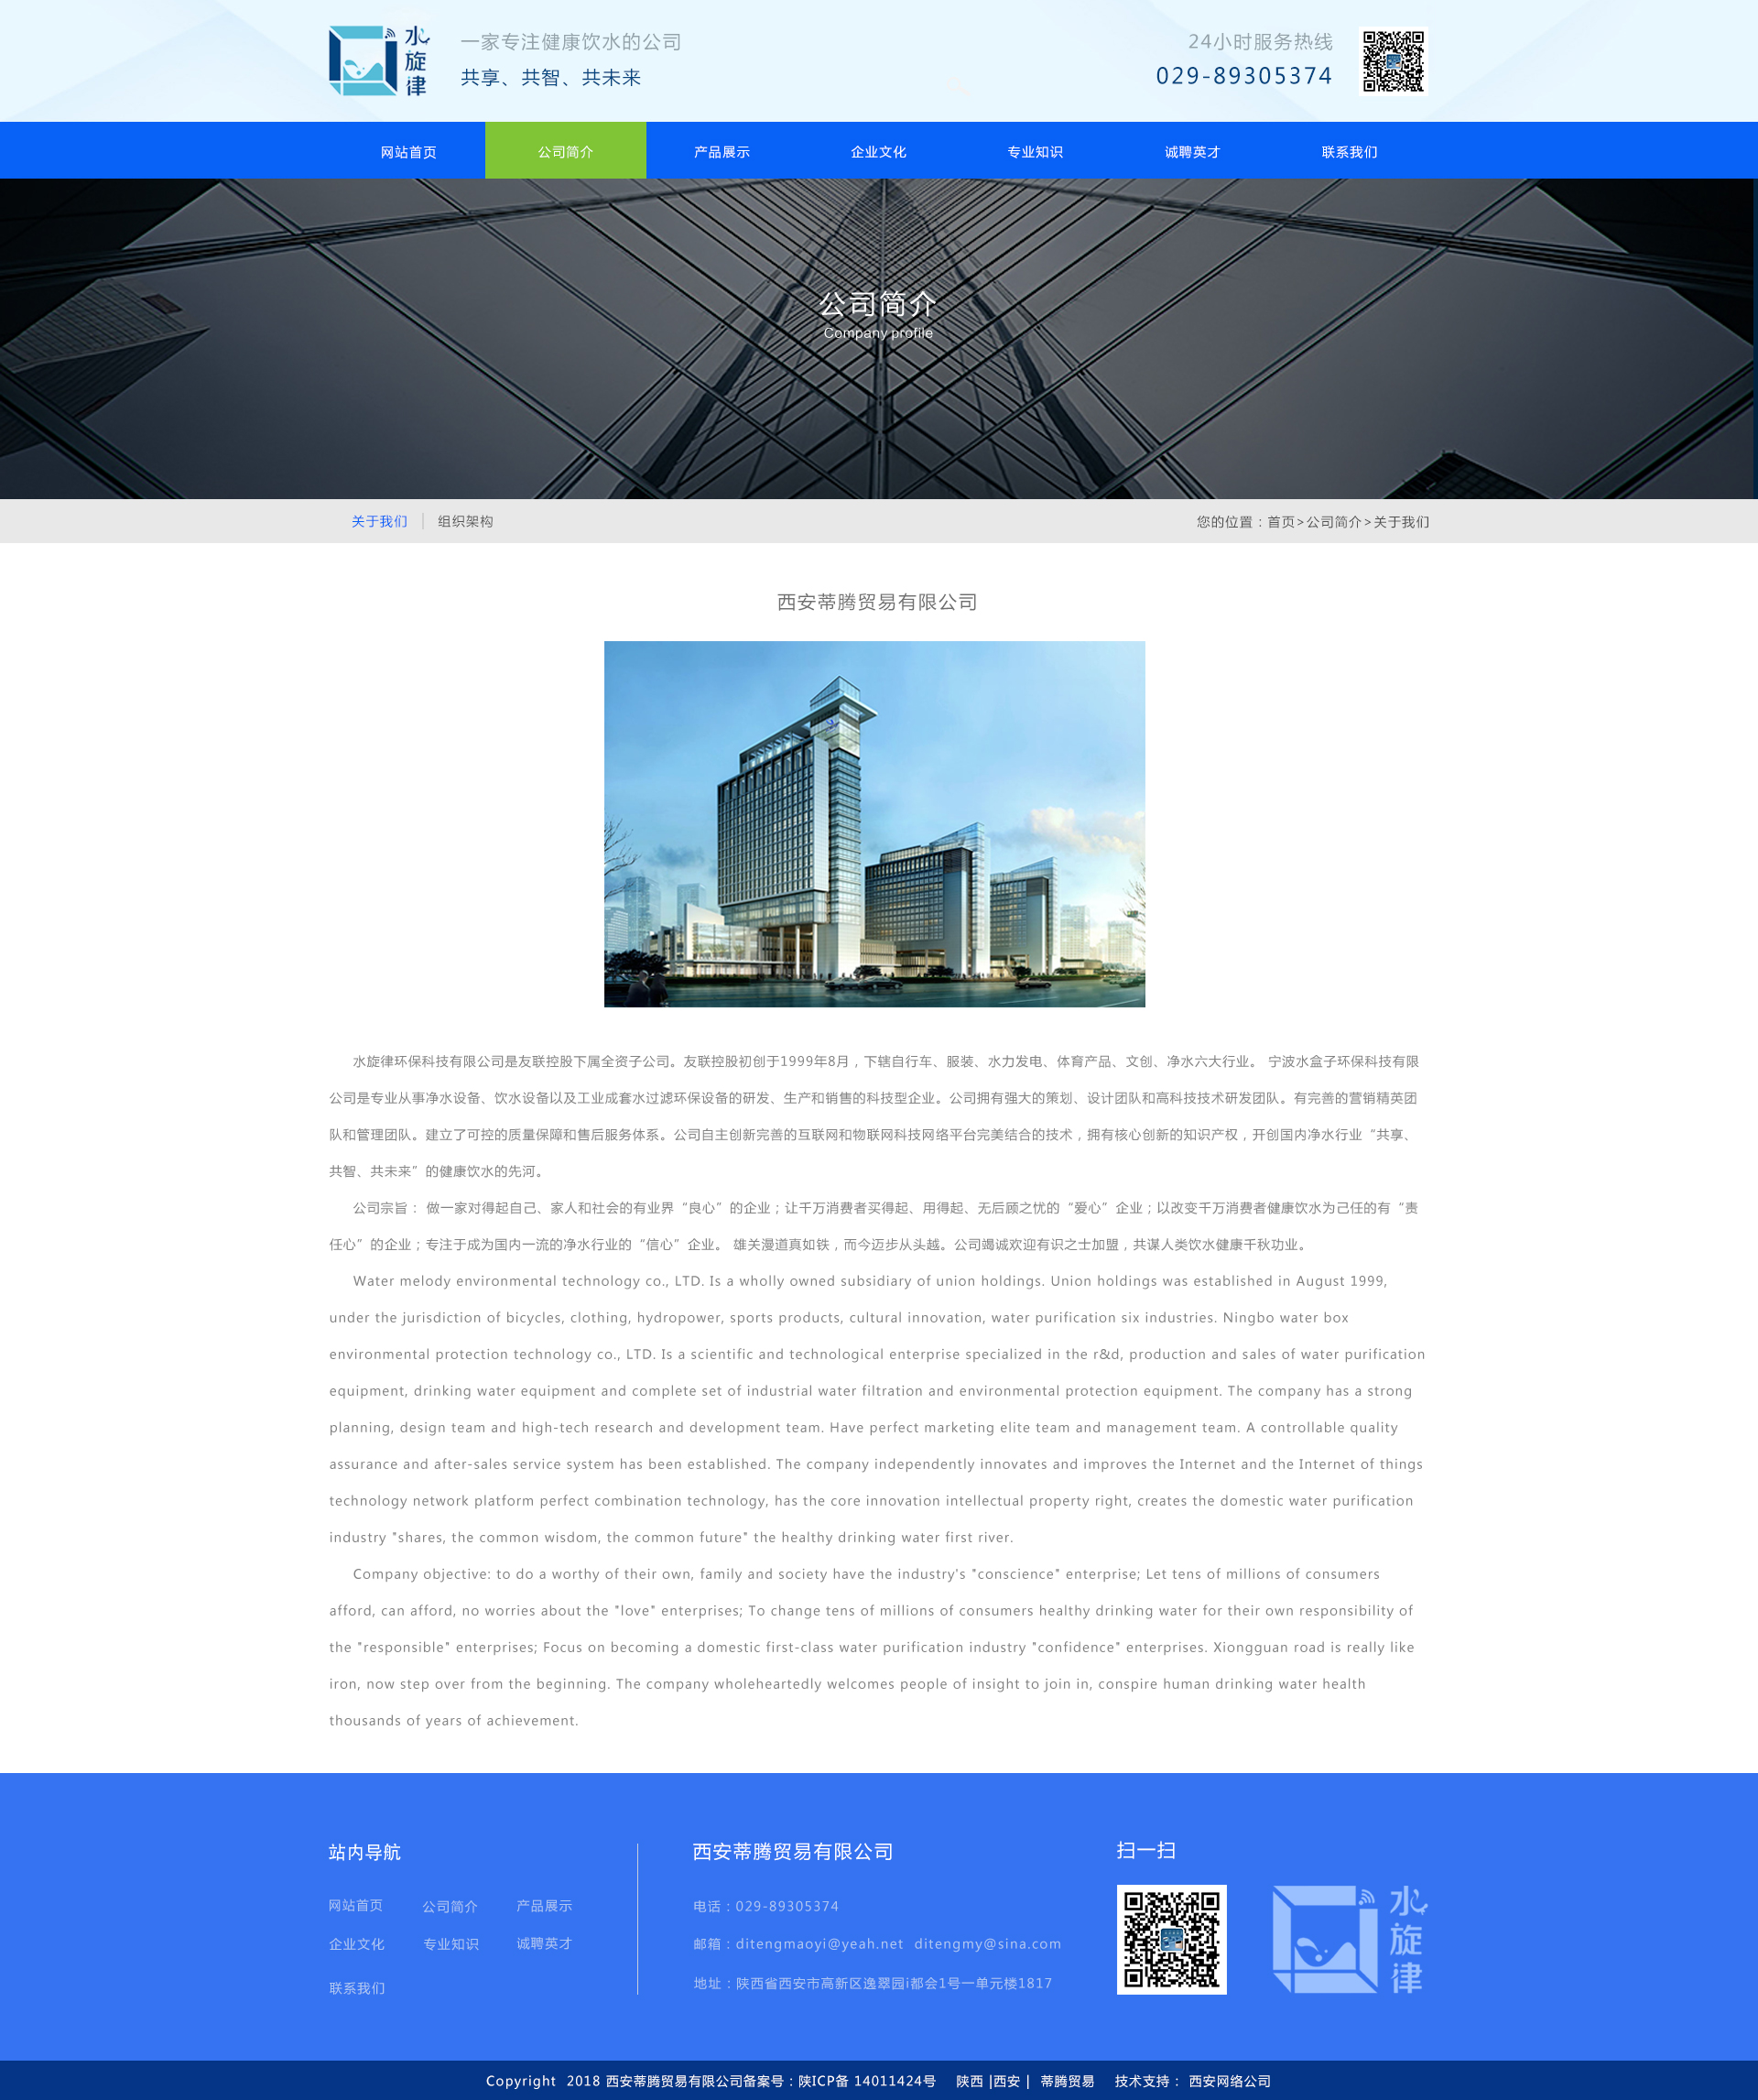 水旋律
一家专注健康饮水的公司
共享、共智、共未来
24小时服务热线
029-89305374
网站首页 公司简介 产品展示 企业文化 专业知识 诚聘英才 联系我们
公司简介
Company profile
关于我们 | 组织架构 您的位置：首页>公司简介>关于我们
西安蒂腾贸易有限公司
水旋律环保科技有限公司是友联控股下属全资子公司。友联控股初创于1999年8月，下辖自行车、服装、水力发电、体育产品、文创、净水六大行业。 宁波水盒子环保科技有限
公司是专业从事净水设备、饮水设备以及工业成套水过滤环保设备的研发、生产和销售的科技型企业。公司拥有强大的策划、设计团队和高科技技术研发团队。有完善的营销精英团
队和管理团队。建立了可控的质量保障和售后服务体系。公司自主创新完善的互联网和物联网科技网络平台完美结合的技术，拥有核心创新的知识产权，开创国内净水行业“共享、
共智、共未来”的健康饮水的先河。
公司宗旨： 做一家对得起自己、家人和社会的有业界“良心”的企业；让千万消费者买得起、用得起、无后顾之忧的“爱心”企业；以改变千万消费者健康饮水为己任的有“责
任心”的企业；专注于成为国内一流的净水行业的“信心”企业。 雄关漫道真如铁，而今迈步从头越。公司竭诚欢迎有识之士加盟，共谋人类饮水健康千秋功业。
Water melody environmental technology co., LTD. Is a wholly owned subsidiary of union holdings. Union holdings was established in August 1999,
under the jurisdiction of bicycles, clothing, hydropower, sports products, cultural innovation, water purification six industries. Ningbo water box
environmental protection technology co., LTD. Is a scientific and technological enterprise specialized in the r&d, production and sales of water purification
equipment, drinking water equipment and complete set of industrial water filtration and environmental protection equipment. The company has a strong
planning, design team and high-tech research and development team. Have perfect marketing elite team and management team. A controllable quality
assurance and after-sales service system has been established. The company independently innovates and improves the Internet and the Internet of things
technology network platform perfect combination technology, has the core innovation intellectual property right, creates the domestic water purification
industry "shares, the common wisdom, the common future" the healthy drinking water first river.
Company objective: to do a worthy of their own, family and society have the industry's "conscience" enterprise; Let tens of millions of consumers
afford, can afford, no worries about the "love" enterprises; To change tens of millions of consumers healthy drinking water for their own responsibility of
the "responsible" enterprises; Focus on becoming a domestic first-class water purification industry "confidence" enterprises. Xiongguan road is really like
iron, now step over from the beginning. The company wholeheartedly welcomes people of insight to join in, conspire human drinking water health
thousands of years of achievement.
站内导航
网站首页 公司简介 产品展示
企业文化 专业知识 诚聘英才
联系我们
西安蒂腾贸易有限公司
电话：029-89305374
邮箱：ditengmaoyi@yeah.net ditengmy@sina.com
地址：陕西省西安市高新区逸翠园i都会1号一单元楼1817
扫一扫
水旋律
Copyright 2018 西安蒂腾贸易有限公司备案号：陕ICP备 14011424号 陕西 |西安 | 蒂腾贸易 技术支持： 西安网络公司